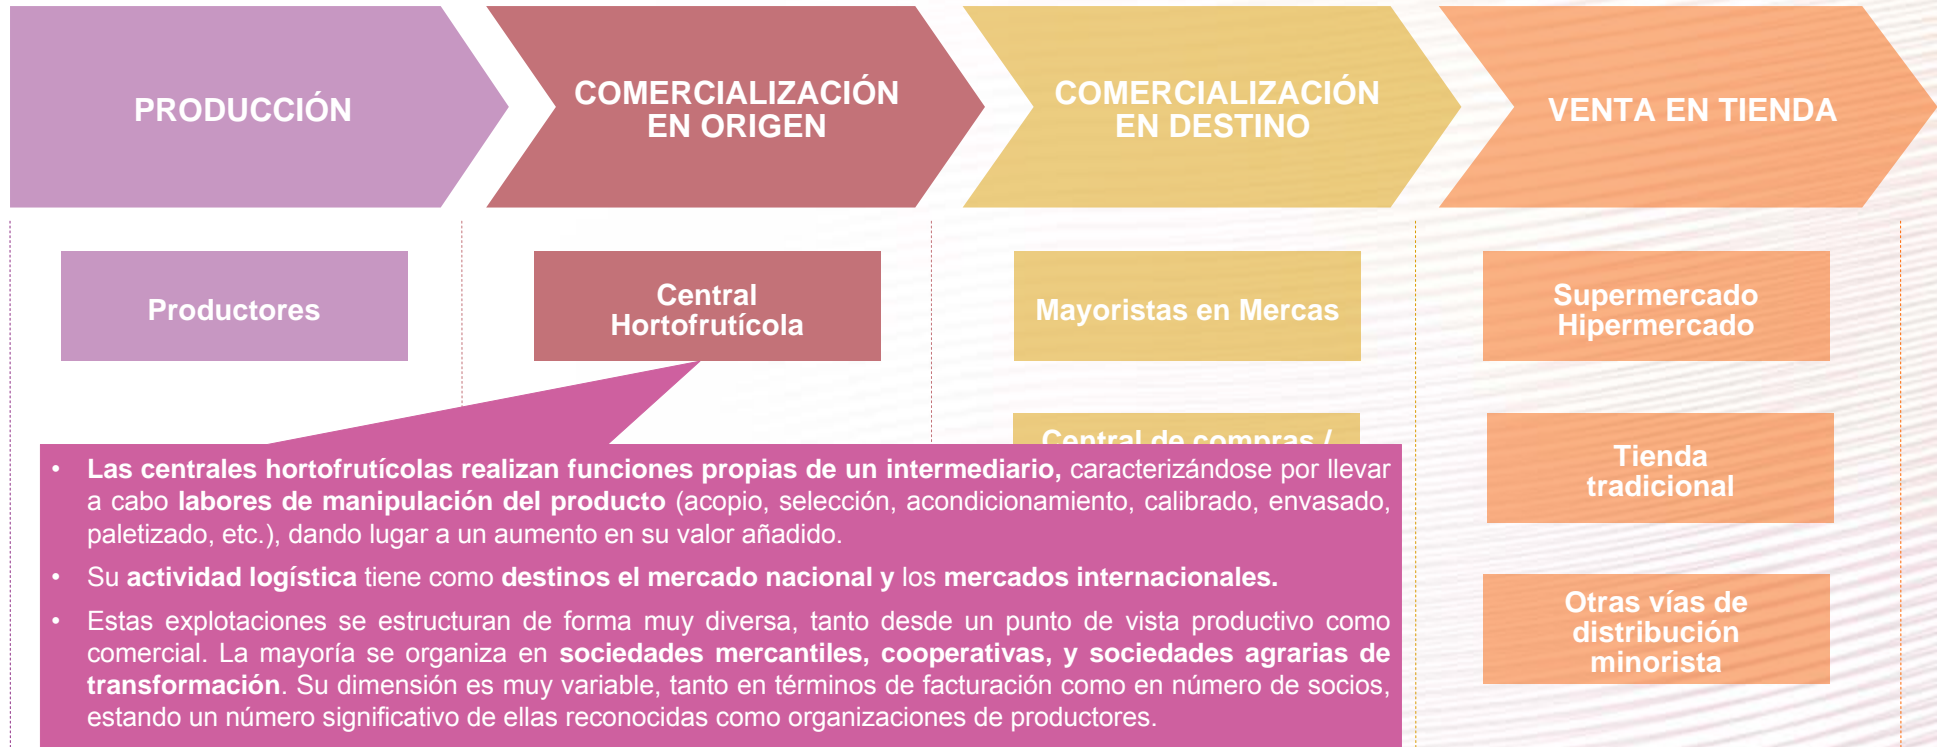 PRODUCCIÓN
COMERCIALIZACIÓN
EN ORIGEN
COMERCIALIZACIÓN
EN DESTINO
VENTA EN TIENDA
Productores
Central
Hortofrutícola
Mayoristas en Mercas
Supermercado
Hipermercado
Central de compras /
Tienda
tradicional
Otras vías de
distribución
minorista
• Las centrales hortofrutícolas realizan funciones propias de un intermediario, caracterizándose por llevar
a cabo labores de manipulación del producto (acopio, selección, acondicionamiento, calibrado, envasado,
paletizado, etc.), dando lugar a un aumento en su valor añadido.
• Su actividad logística tiene como destinos el mercado nacional y los mercados internacionales.
• Estas explotaciones se estructuran de forma muy diversa, tanto desde un punto de vista productivo como
comercial. La mayoría se organiza en sociedades mercantiles, cooperativas, y sociedades agrarias de
transformación. Su dimensión es muy variable, tanto en términos de facturación como en número de socios,
estando un número significativo de ellas reconocidas como organizaciones de productores.